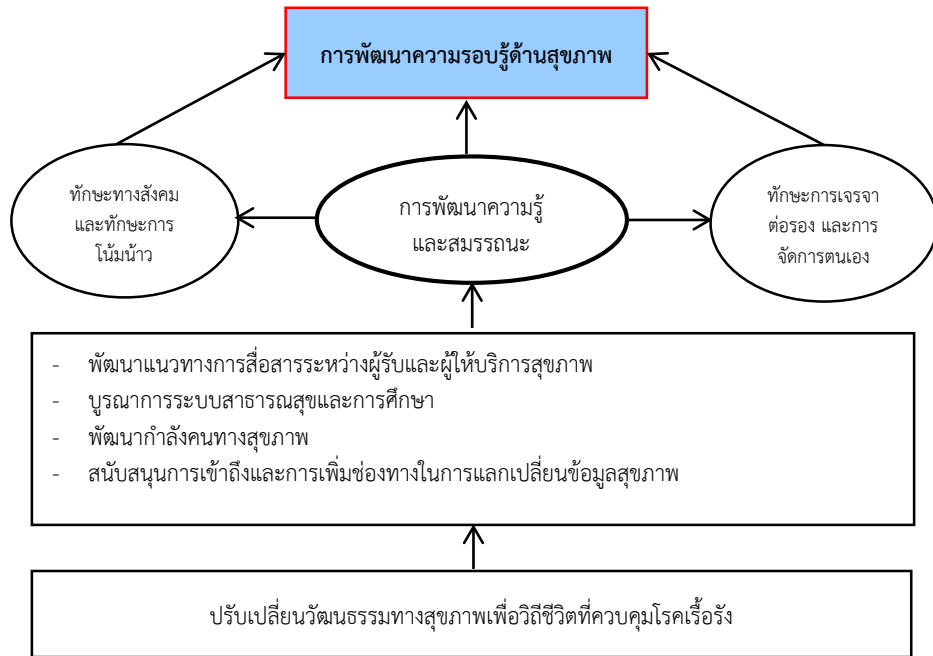 การพัฒนาความรอบรู้ด้านสุขภาพ
ทักษะทางสังคม
และทักษะการ
โน้มน้าว
การพัฒนาความรู้
และสมรรถนะ
ทักษะการเจรจา
ต่อรอง และการ
จัดการตนเอง
- พัฒนาแนวทางการสื่อสารระหว่างผู้รับและผู้ให้บริการสุขภาพ
- บูรณาการระบบสาธารณสุขและการศึกษา
- พัฒนากำลังคนทางสุขภาพ
- สนับสนุนการเข้าถึงและการเพิ่มช่องทางในการแลกเปลี่ยนข้อมูลสุขภาพ
ปรับเปลี่ยนวัฒนธรรมทางสุขภาพเพื่อวิถีชีวิตที่ควบคุมโรคเรื้อรัง